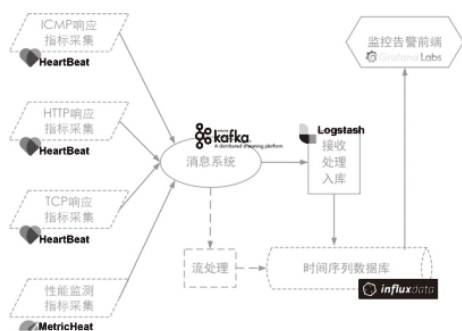 ICMP响应
指标采集
HeartBeat
HTTP响应
指标采集
HeartBeat
TCP响应
指标采集
HeartBeat
性能监测
指标采集
MetricHeat
kafka
A distributed streaming platform
消息系统
Logstash
接收
处理
入库
监控告警前端
Grafana Labs
流处理
时间序列数据库
influxdata